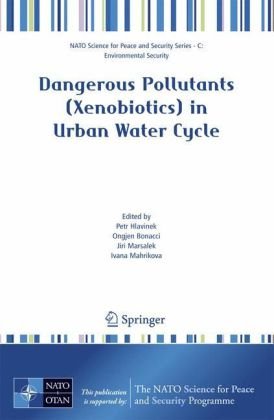 NATO Science for Peace and Security Series - C:
Environmental Security
Dangerous Pollutants
(Xenobiotics) in
Urban Water Cycle
Edited by
Petr Hlavinek
Ongjen Bonacci
Jiri Marsalek
Ivana Mahrikova
Springer
NATO
OTAN
This publication
is supported by:
The NATO Science for Peace
and Security Programme